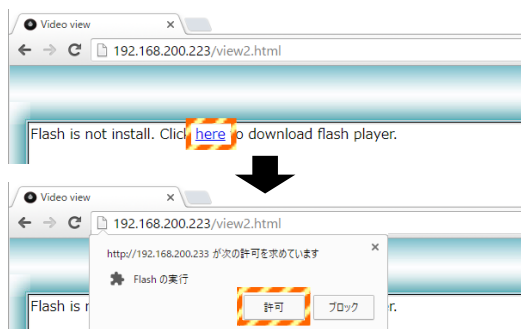 Video view
192.168.200.223/view2.html
Flash is not install. Click here to download flash player.
Video view
192.168.200.223/view2.html
http://192.168.200.233 が次の許可を求めています
Flash の実行
許可 ブロック
Flash is r er.